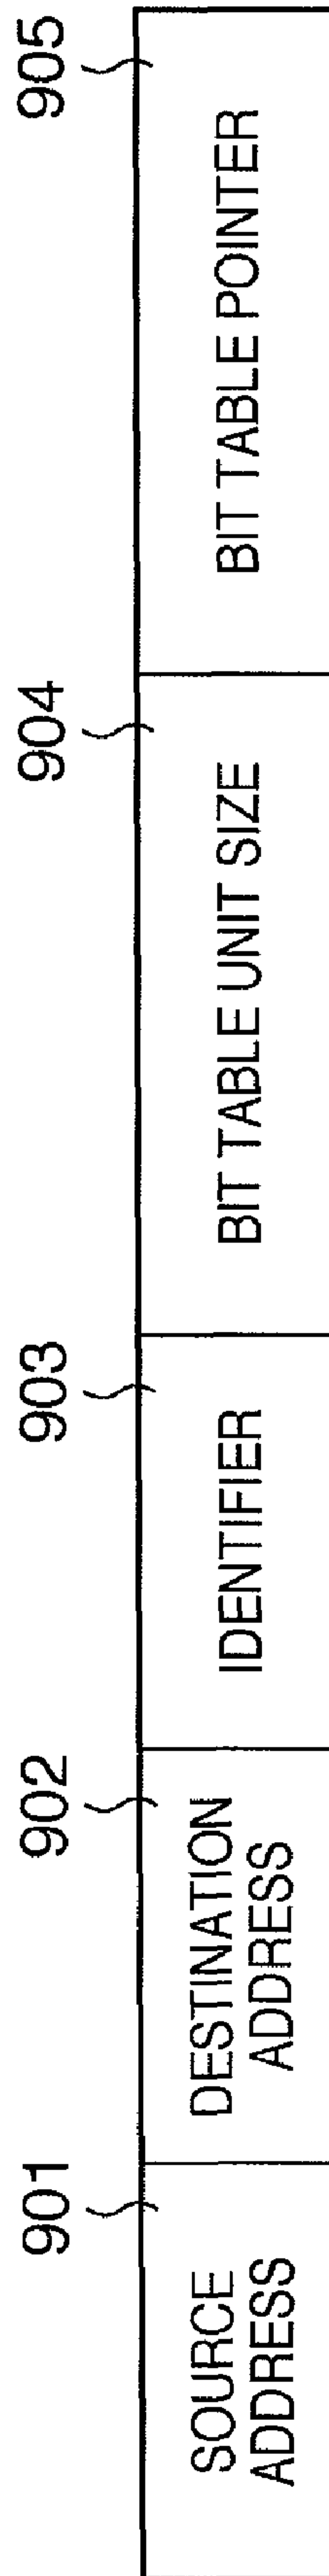 901
902
903
904
905
SOURCE
ADDRESS
DESTINATION
ADDRESS
IDENTIFIER
BIT TABLE UNIT SIZE
BIT TABLE POINTER